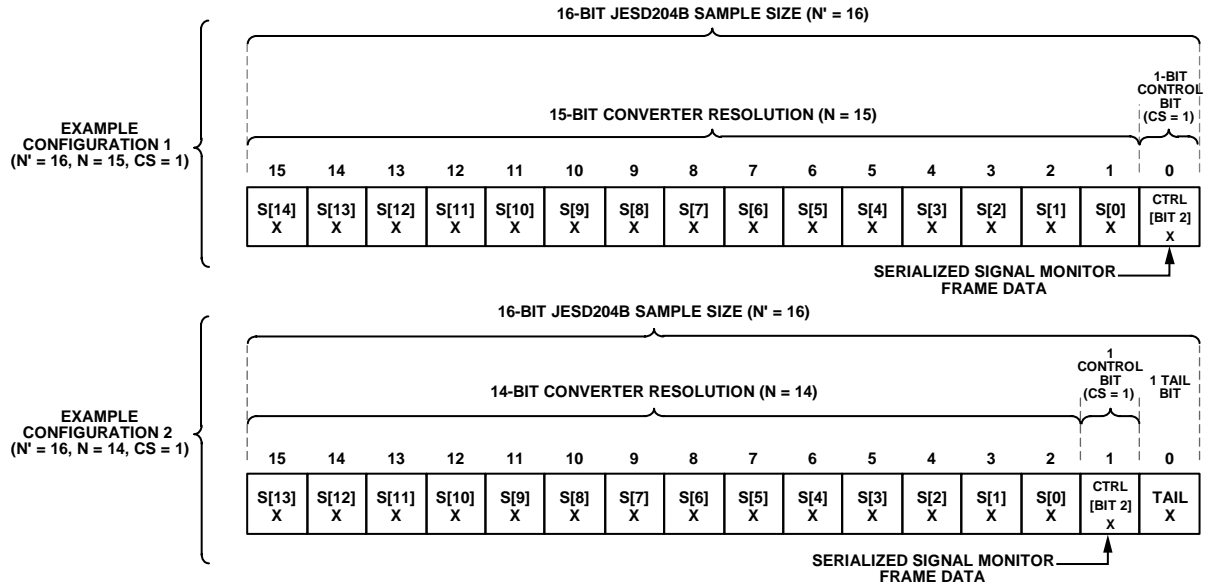 16-BIT JESD204B SAMPLE SIZE (N' = 16)
EXAMPLE
CONFIGURATION 1
(N' = 16, N = 15, CS = 1)
15-BIT CONVERTER RESOLUTION (N = 15)
1-BIT
CONTROL
BIT
(CS = 1)
15 14 13 12 11 10 9 8 7 6 5 4 3 2 1 0
S[14] S[13] S[12] S[11] S[10] S[9] S[8] S[7] S[6] S[5] S[4] S[3] S[2] S[1] S[0] CTRL
[BIT 2]
X X X X X X X X X X X X X X X X
SERIALIZED SIGNAL MONITOR
FRAME DATA
16-BIT JESD204B SAMPLE SIZE (N' = 16)
EXAMPLE
CONFIGURATION 2
(N' = 16, N = 14, CS = 1)
14-BIT CONVERTER RESOLUTION (N = 14)
1
CONTROL
BIT
(CS = 1)
1 TAIL
BIT
15 14 13 12 11 10 9 8 7 6 5 4 3 2 1 0
S[13] S[12] S[11] S[10] S[9] S[8] S[7] S[6] S[5] S[4] S[3] S[2] S[1] S[0] CTRL TAIL
[BIT 2]
X X X X X X X X X X X X X X X X
SERIALIZED SIGNAL MONITOR
FRAME DATA